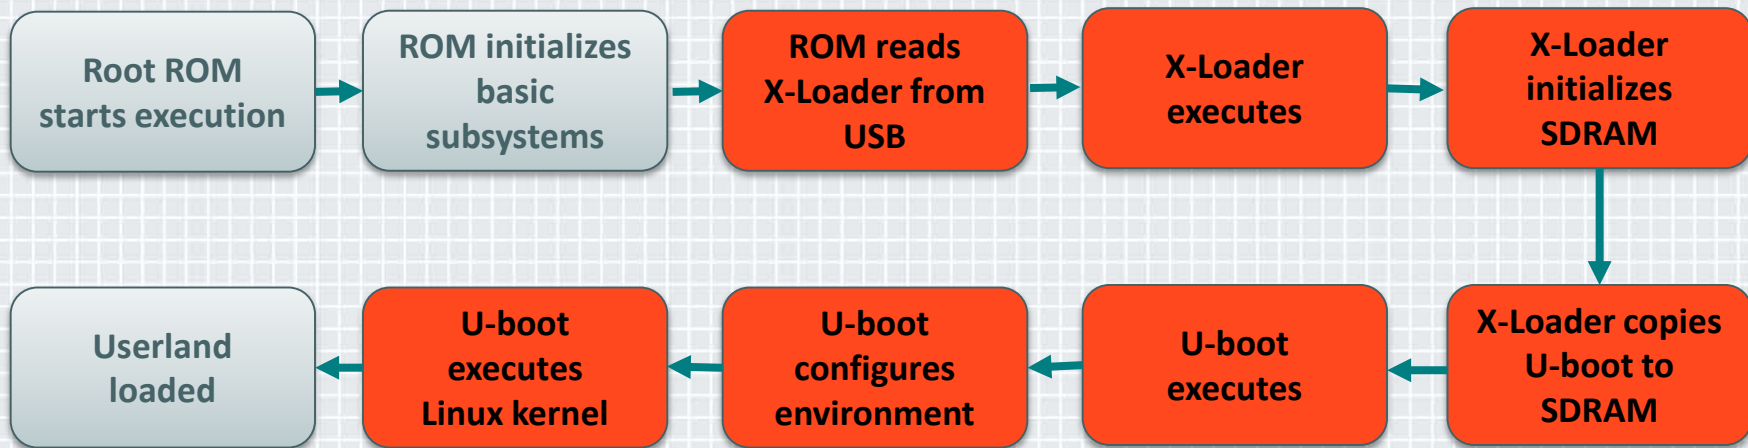 Root ROM
starts execution
ROM initializes
basic
subsystems
ROM reads
X-Loader from
USB
X-Loader
executes
X-Loader
initializes
SDRAM
Userland
loaded
U-boot
executes
Linux kernel
U-boot
configures
environment
U-boot
executes
X-Loader copies
U-boot to
SDRAM